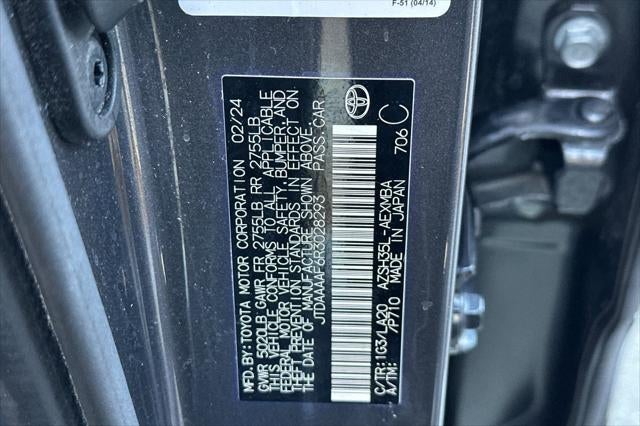 F-51 (04/14)
MFD.BY:TOYOTA MOTOR CORPORATION 02/24
GVWR 5020LB GAWR FR 2755LB RR 2755LB
THIS VEHICLE CONFORMS TO ALL APPLICABLE
FEDERAL MOTOR VEHICLE SAFETY, BUMPER, AND
THEFT PREVENTION STANDARDS IN EFFECT ON
THE DATE OF MANUFACTURE SHOWN ABOVE.
JTDAAAAF6R3028293 PASS.CAR
C/TR:1G3/LA20 AZSH35L-AEXMBA
A/TM: 7P710 MADE IN JAPAN 706 C